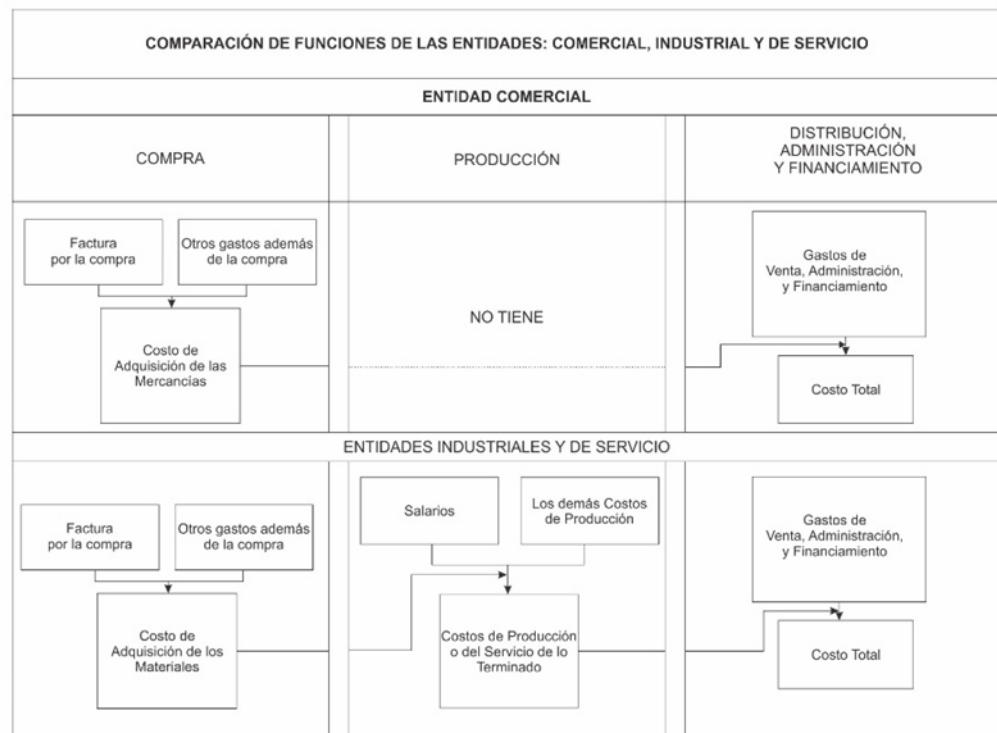 COMPARACIÓN DE FUNCIONES DE LAS ENTIDADES: COMERCIAL, INDUSTRIAL Y DE SERVICIO
ENTIDAD COMERCIAL
COMPRA
PRODUCCIÓN
DISTRIBUCIÓN,
ADMINISTRACIÓN
Y FINANCIAMIENTO
Factura
por la compra
Otros gastos además
de la compra
Costo de
Adquisición de las
Mercancías
NO TIENE
Gastos de
Venta, Administración,
y Financiamiento
Costo Total
ENTIDADES INDUSTRIALES Y DE SERVICIO
Factura
por la compra
Otros gastos además
de la compra
Costo de
Adquisición de los
Materiales
Salarios
Los demás Costos
de Producción
Costos de Producción
o del Servicio de lo
Terminado
Gastos de
Venta, Administración,
y Financiamiento
Costo Total